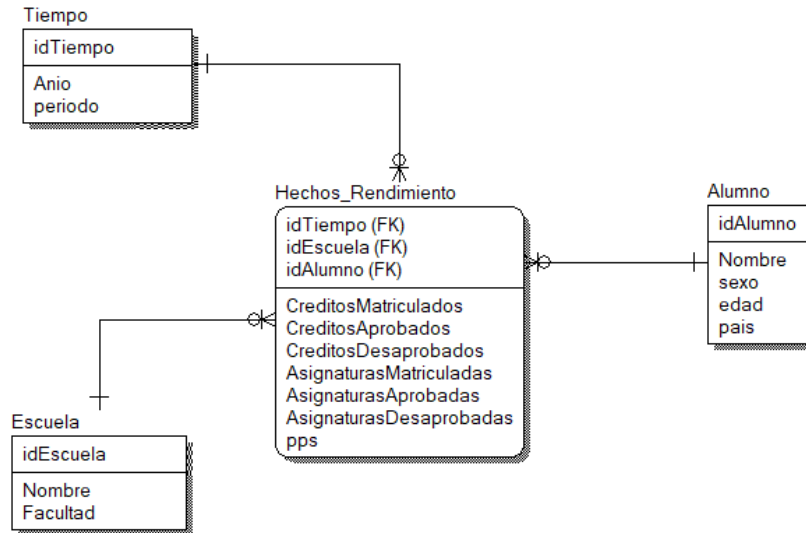 Tiempo
idTiempo
Anio
periodo
Hechos_Rendimiento
idTiempo (FK)
idEscuela (FK)
idAlumno (FK)
CreditosMatriculados
CreditosAprobados
CreditosDesaprobados
AsignaturasMatriculadas
AsignaturasAprobadas
AsignaturasDesaprobadas
pps
Alumno
idAlumno
Nombre
sexo
edad
pais
Escuela
idEscuela
Nombre
Facultad